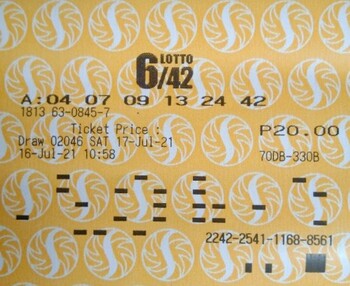 LOTTO
6/42
A:04 07 09 13 24 42
1813 63-0845-7
Ticket Price : P20.00
Draw 02046 SAT 17-Jul-21
16-Jul-21 10:58 70DB-330B
2242-2541-1168-8561